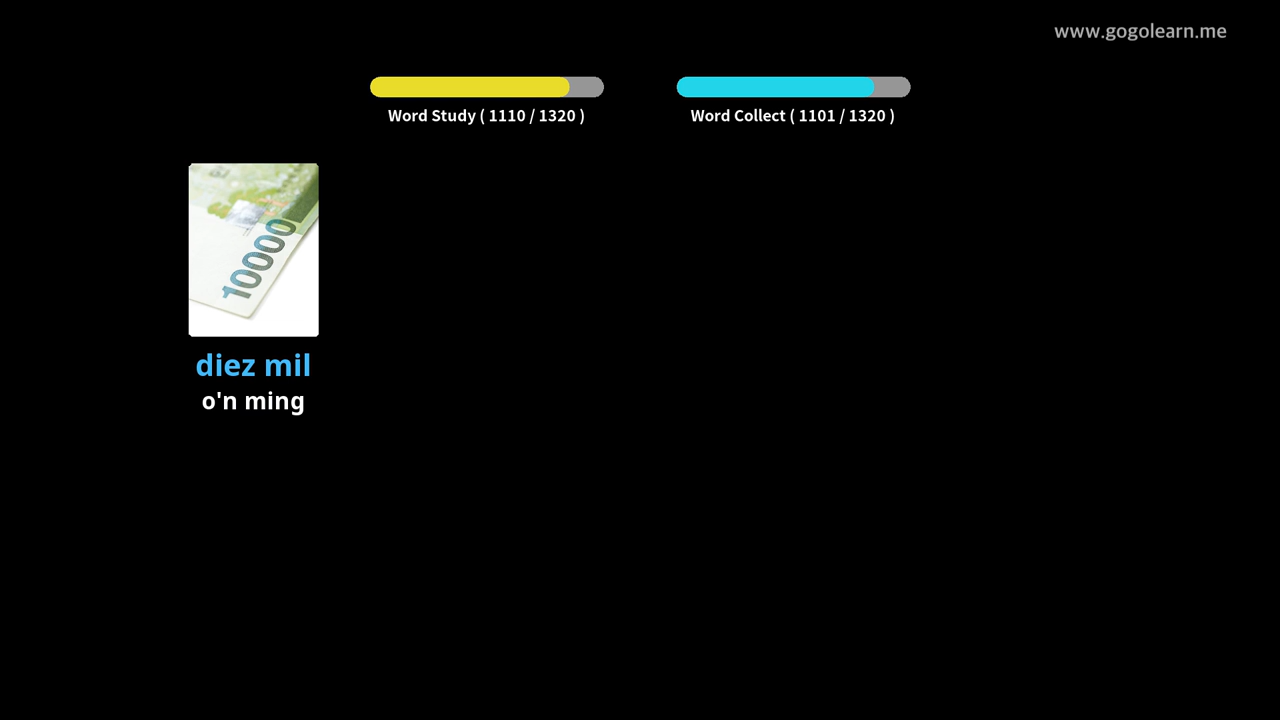 www.gogolearn.me
Word Study ( 1110 / 1320 )
Word Collect ( 1101 / 1320 )
10000
diez mil
o'n ming